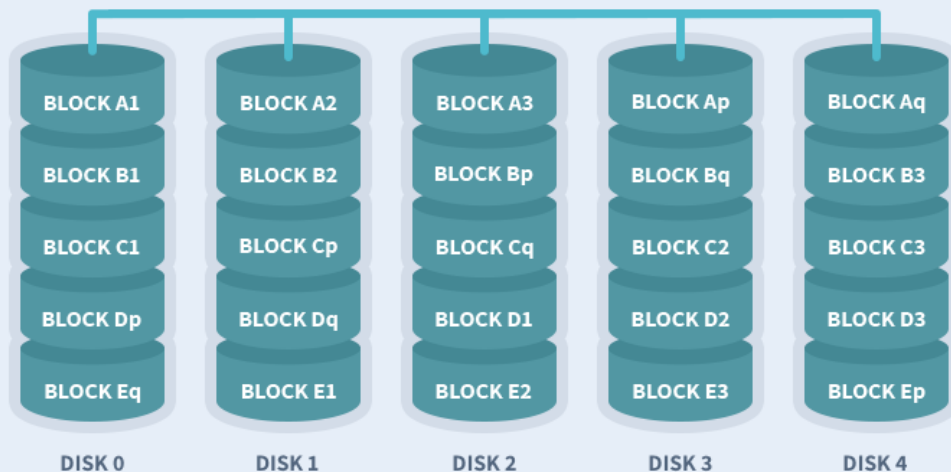 BLOCK A1 BLOCK A2 BLOCK A3 BLOCK Ap BLOCK Aq
BLOCK B1 BLOCK B2 BLOCK Bp BLOCK Bq BLOCK B3
BLOCK C1 BLOCK Cp BLOCK Cq BLOCK C2 BLOCK C3
BLOCK Dp BLOCK Dq BLOCK D1 BLOCK D2 BLOCK D3
BLOCK Eq BLOCK E1 BLOCK E2 BLOCK E3 BLOCK Ep
DISK 0 DISK 1 DISK 2 DISK 3 DISK 4